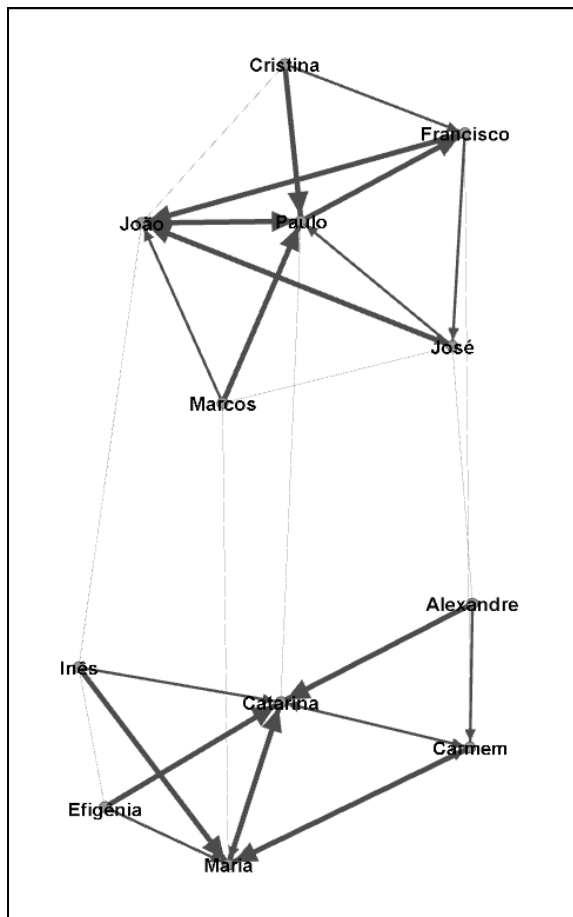 Cristina
Francisco
João
Paulo
José
Marcos
Alexandre
Inês
Catarina
Carmem
Efigênia
Maria